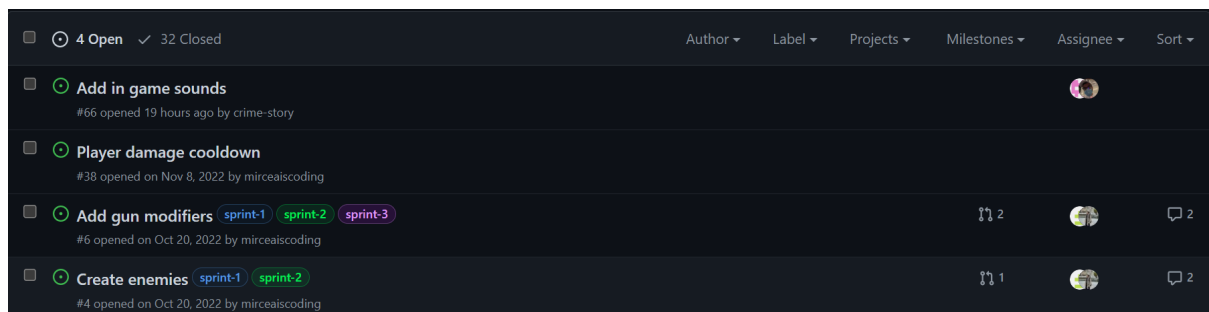 4 Open 32 Closed Author Label Projects Milestones Assignee Sort
Add in game sounds
#66 opened 19 hours ago by crime-story
Player damage cooldown
#38 opened on Nov 8, 2022 by mirceaiscoding
Add gun modifiers sprint-1 sprint-2 sprint-3 2 2
#6 opened on Oct 20, 2022 by mirceaiscoding
Create enemies sprint-1 sprint-2 1 2
#4 opened on Oct 20, 2022 by mirceaiscoding